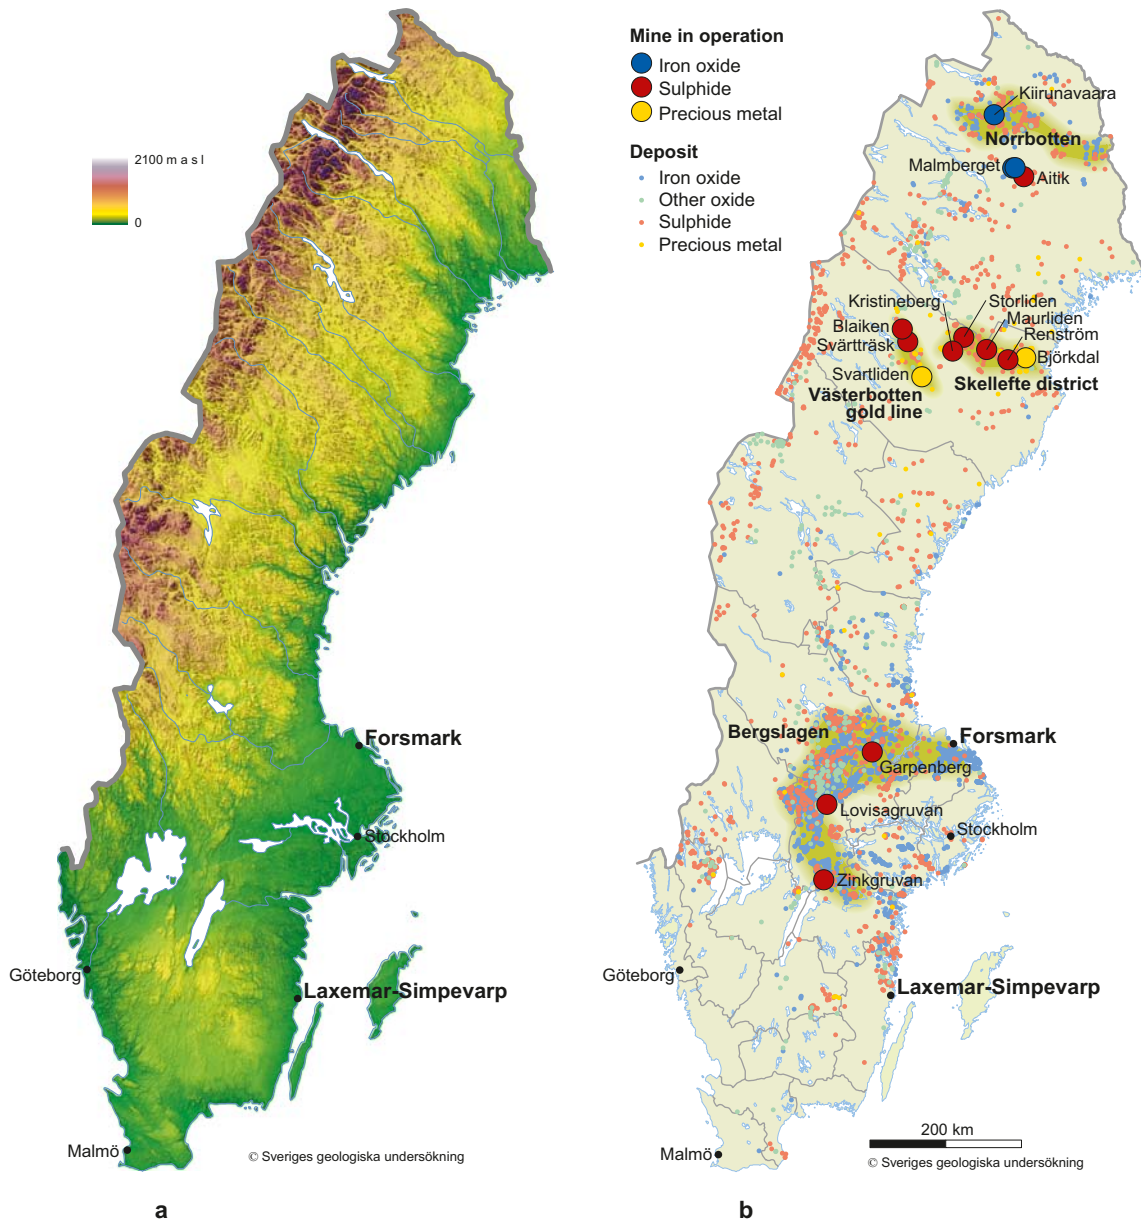 2100 m a s l
0
Forsmark
Stockholm
Göteborg
Laxemar-Simpevarp
Malmö
© Sveriges geologiska undersökning
a
Mine in operation
Iron oxide
Sulphide
Precious metal
Deposit
Iron oxide
Other oxide
Sulphide
Precious metal
Kiirunavaara
Norrbotten
Malmberget
Aitik
Kristineberg
Storliden
Maurliden
Blaiken
Renström
Svärtträsk
Björkdal
Svartliden
Skellefte district
Västerbotten
gold line
Bergslagen
Forsmark
Garpenberg
Lovisagruvan
Stockholm
Zinkgruvan
Göteborg
Laxemar-Simpevarp
200 km
Malmö
© Sveriges geologiska undersökning
b